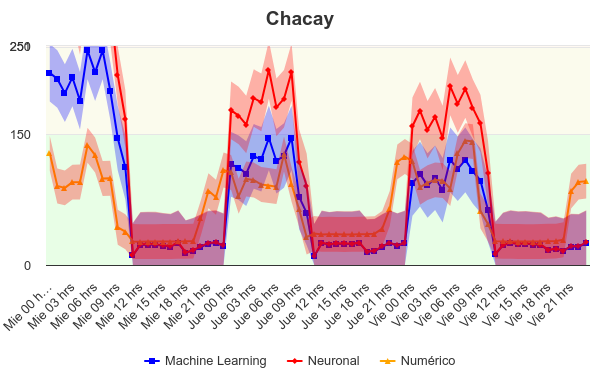 Chacay
250
150
0
Mie 00 h...
Mie 03 hrs
Mie 06 hrs
Mie 09 hrs
Mie 12 hrs
Mie 15 hrs
Mie 18 hrs
Mie 21 hrs
Jue 00 hrs
Jue 03 hrs
Jue 06 hrs
Jue 09 hrs
Jue 12 hrs
Jue 15 hrs
Jue 18 hrs
Jue 21 hrs
Vie 00 hrs
Vie 03 hrs
Vie 06 hrs
Vie 09 hrs
Vie 12 hrs
Vie 15 hrs
Vie 18 hrs
Vie 21 hrs
Machine Learning Neuronal Numérico